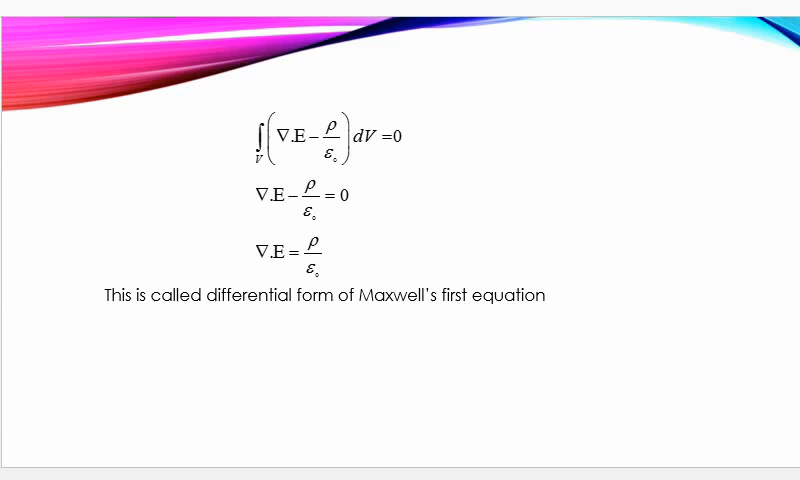 ∫_V (∇.E − ρ/ε₀) dV = 0
∇.E − ρ/ε₀ = 0
∇.E = ρ/ε₀
This is called differential form of Maxwell's first equation